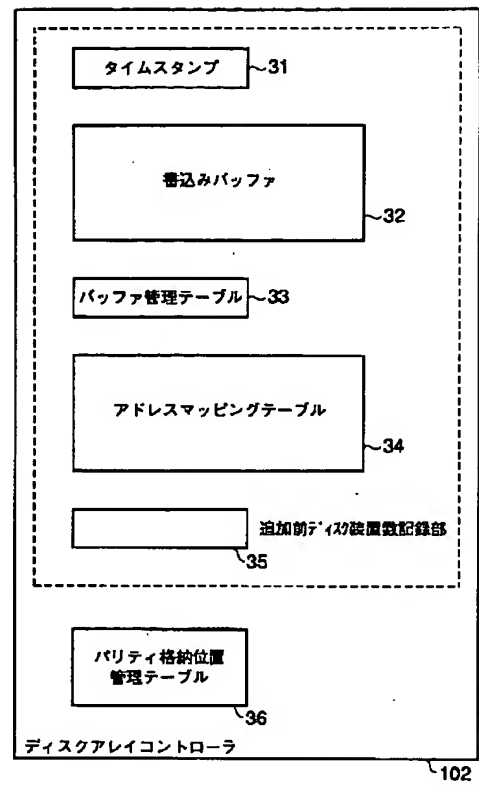 タイムスタンプ 31
書込みバッファ
32
バッファ管理テーブル 33
アドレスマッピングテーブル
34
追加前ディスク装置数記録部
35
パリティ格納位置
管理テーブル
36
ディスクアレイコントローラ
102